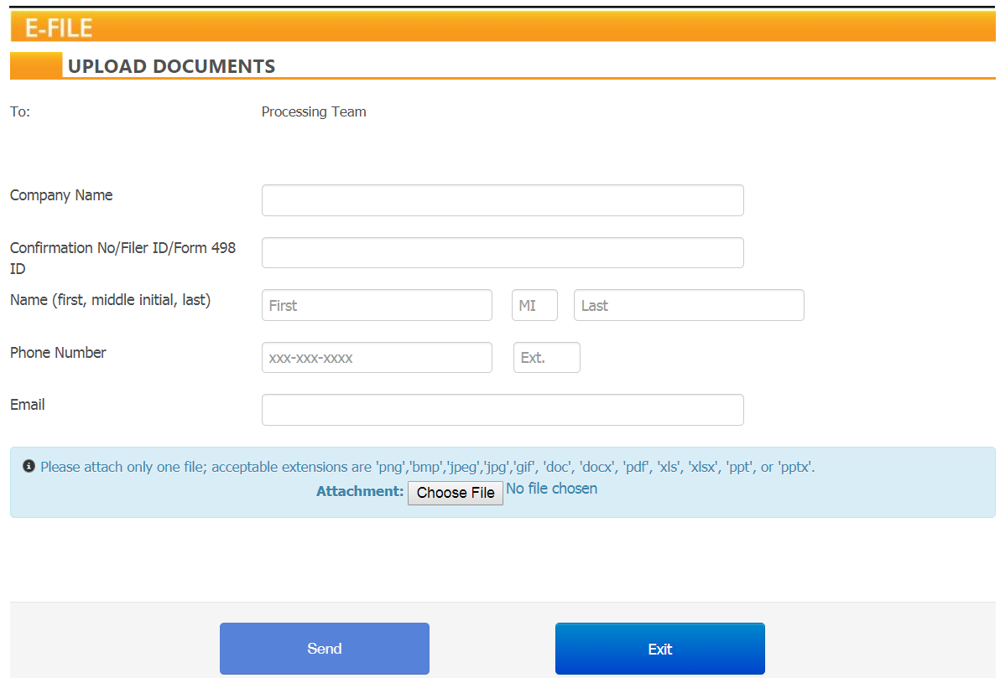 E-FILE
UPLOAD DOCUMENTS
To: Processing Team
Company Name
Confirmation No/Filer ID/Form 498
ID
Name (first, middle initial, last) First MI Last
Phone Number xxx-xxx-xxxx Ext.
Email
Please attach only one file; acceptable extensions are 'png','bmp','jpeg','jpg','gif', 'doc', 'docx', 'pdf', 'xls', 'xlsx', 'ppt', or 'pptx'.
Attachment: Choose File No file chosen
Send Exit